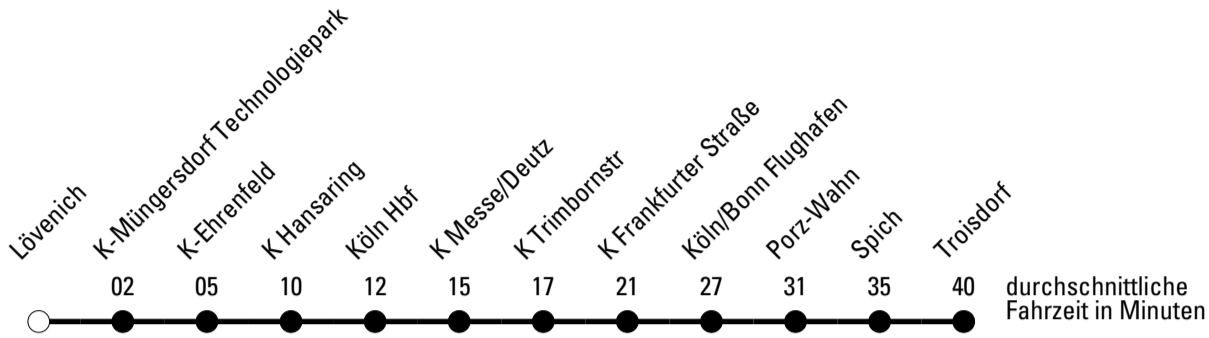 Lövenich
K-Müngersdorf Technologiepark
K-Ehrenfeld
K Hansaring
Köln Hbf
K Messe/Deutz
K Trimbornstr
K Frankfurter Straße
Köln/Bonn Flughafen
Porz-Wahn
Spich
Troisdorf
02 05 10 12 15 17 21 27 31 35 40
durchschnittliche
Fahrzeit in Minuten